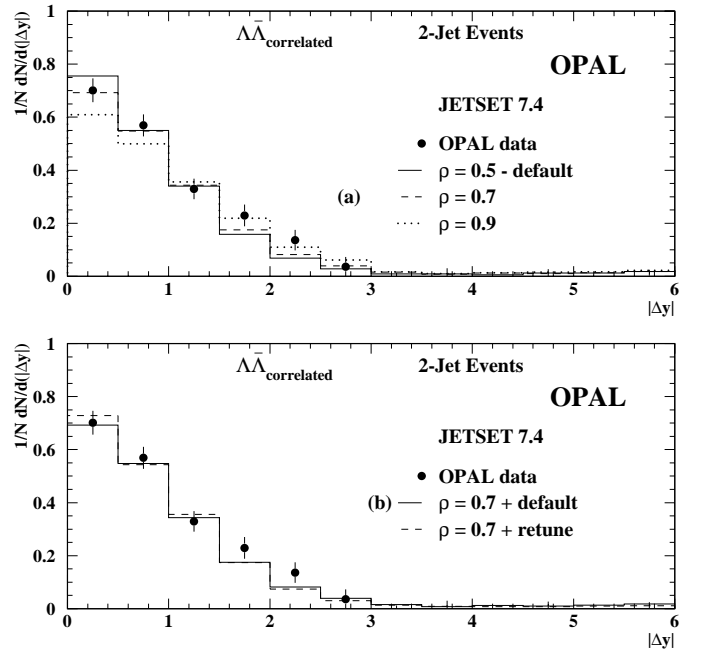 ΛΛ̄correlated 2-Jet Events
OPAL
JETSET 7.4
OPAL data
ρ = 0.5 - default
(a) ρ = 0.7
ρ = 0.9
1/N dN/d(|Δy|)
1
0.8
0.6
0.4
0.2
0
0 1 2 3 4 5 6
|Δy|
ΛΛ̄correlated 2-Jet Events
OPAL
JETSET 7.4
OPAL data
(b) ρ = 0.7 + default
ρ = 0.7 + retune
1/N dN/d(|Δy|)
1
0.8
0.6
0.4
0.2
0
0 1 2 3 4 5 6
|Δy|